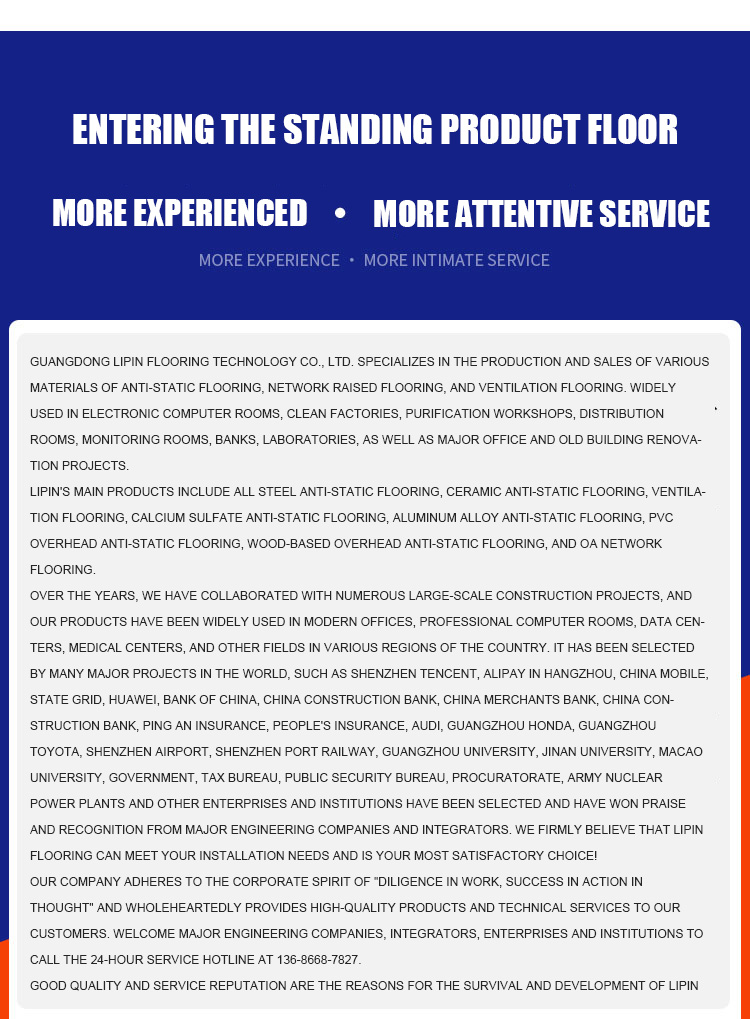 ENTERING THE STANDING PRODUCT FLOOR
MORE EXPERIENCED • MORE ATTENTIVE SERVICE
MORE EXPERIENCE • MORE INTIMATE SERVICE
GUANGDONG LIPIN FLOORING TECHNOLOGY CO., LTD. SPECIALIZES IN THE PRODUCTION AND SALES OF VARIOUS
MATERIALS OF ANTI-STATIC FLOORING, NETWORK RAISED FLOORING, AND VENTILATION FLOORING. WIDELY
USED IN ELECTRONIC COMPUTER ROOMS, CLEAN FACTORIES, PURIFICATION WORKSHOPS, DISTRIBUTION
ROOMS, MONITORING ROOMS, BANKS, LABORATORIES, AS WELL AS MAJOR OFFICE AND OLD BUILDING RENOVA-
TION PROJECTS.
LIPIN'S MAIN PRODUCTS INCLUDE ALL STEEL ANTI-STATIC FLOORING, CERAMIC ANTI-STATIC FLOORING, VENTILA-
TION FLOORING, CALCIUM SULFATE ANTI-STATIC FLOORING, ALUMINUM ALLOY ANTI-STATIC FLOORING, PVC
OVERHEAD ANTI-STATIC FLOORING, WOOD-BASED OVERHEAD ANTI-STATIC FLOORING, AND OA NETWORK
FLOORING.
OVER THE YEARS, WE HAVE COLLABORATED WITH NUMEROUS LARGE-SCALE CONSTRUCTION PROJECTS, AND
OUR PRODUCTS HAVE BEEN WIDELY USED IN MODERN OFFICES, PROFESSIONAL COMPUTER ROOMS, DATA CEN-
TERS, MEDICAL CENTERS, AND OTHER FIELDS IN VARIOUS REGIONS OF THE COUNTRY. IT HAS BEEN SELECTED
BY MANY MAJOR PROJECTS IN THE WORLD, SUCH AS SHENZHEN TENCENT, ALIPAY IN HANGZHOU, CHINA MOBILE,
STATE GRID, HUAWEI, BANK OF CHINA, CHINA CONSTRUCTION BANK, CHINA MERCHANTS BANK, CHINA CON-
STRUCTION BANK, PING AN INSURANCE, PEOPLE'S INSURANCE, AUDI, GUANGZHOU HONDA, GUANGZHOU
TOYOTA, SHENZHEN AIRPORT, SHENZHEN PORT RAILWAY, GUANGZHOU UNIVERSITY, JINAN UNIVERSITY, MACAO
UNIVERSITY, GOVERNMENT, TAX BUREAU, PUBLIC SECURITY BUREAU, PROCURATORATE, ARMY NUCLEAR
POWER PLANTS AND OTHER ENTERPRISES AND INSTITUTIONS HAVE BEEN SELECTED AND HAVE WON PRAISE
AND RECOGNITION FROM MAJOR ENGINEERING COMPANIES AND INTEGRATORS. WE FIRMLY BELIEVE THAT LIPIN
FLOORING CAN MEET YOUR INSTALLATION NEEDS AND IS YOUR MOST SATISFACTORY CHOICE!
OUR COMPANY ADHERES TO THE CORPORATE SPIRIT OF "DILIGENCE IN WORK, SUCCESS IN ACTION IN
THOUGHT" AND WHOLEHEARTEDLY PROVIDES HIGH-QUALITY PRODUCTS AND TECHNICAL SERVICES TO OUR
CUSTOMERS. WELCOME MAJOR ENGINEERING COMPANIES, INTEGRATORS, ENTERPRISES AND INSTITUTIONS TO
CALL THE 24-HOUR SERVICE HOTLINE AT 136-8668-7827.
GOOD QUALITY AND SERVICE REPUTATION ARE THE REASONS FOR THE SURVIVAL AND DEVELOPMENT OF LIPIN